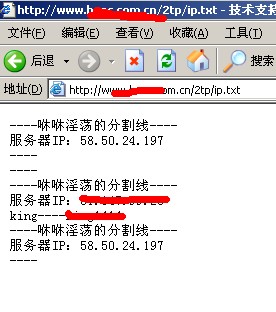 http://www.h    .com.cn/2tp/ip.txt - 技术支持
文件(F) 编辑(E) 查看(V) 收藏(A) 工具(T)
后退 搜索
地址(D) http://www.    .com.cn/2tp/ip.txt
----咻咻淫荡的分割线----
服务器IP: 58.50.24.197
----
----
----咻咻淫荡的分割线----
服务器IP:
king----
----咻咻淫荡的分割线----
服务器IP: 58.50.24.197
----